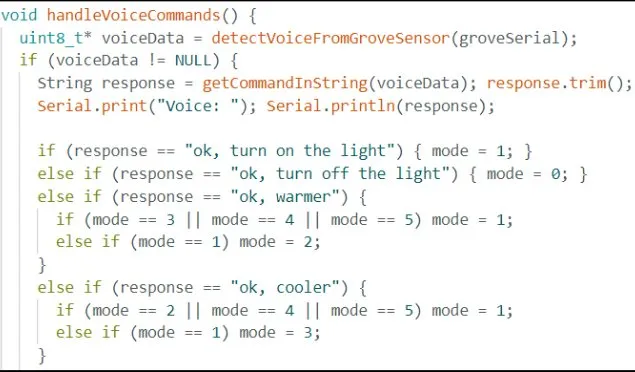 void handleVoiceCommands() {
  uint8_t* voiceData = detectVoiceFromGroveSensor(groveSerial);
  if (voiceData != NULL) {
    String response = getCommandInString(voiceData); response.trim();
    Serial.print("Voice: "); Serial.println(response);

    if (response == "ok, turn on the light") { mode = 1; }
    else if (response == "ok, turn off the light") { mode = 0; }
    else if (response == "ok, warmer") {
      if (mode == 3 || mode == 4 || mode == 5) mode = 1;
      else if (mode == 1) mode = 2;
    }
    else if (response == "ok, cooler") {
      if (mode == 2 || mode == 4 || mode == 5) mode = 1;
      else if (mode == 1) mode = 3;
    }